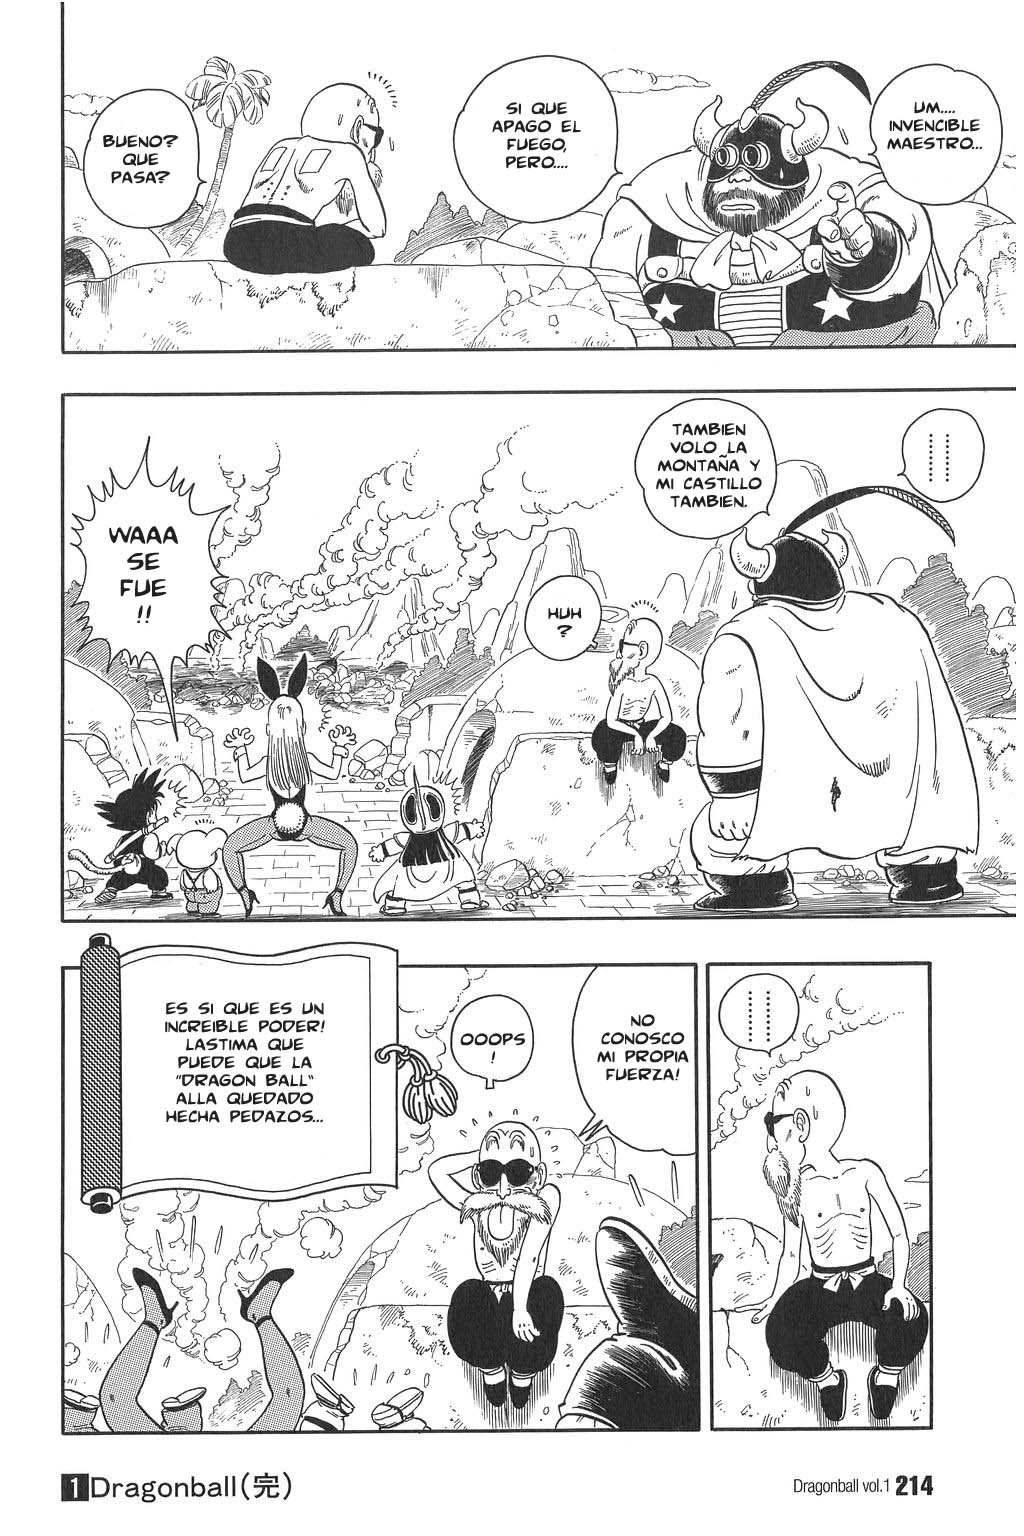 UM....
INVENCIBLE
MAESTRO...
SI QUE
APAGO EL
FUEGO,
PERO....
BUENO?
QUE
PASA?
..........
..........
TAMBIEN
VOLO LA
MONTAÑA Y
MI CASTILLO
TAMBIEN.
HUH
?
WAAA
SE
FUE
!!
..........
..........
NO
CONOSCO
MI PROPIA
FUERZA!
OOOPS
!
ES SI QUE ES UN
INCREIBLE PODER!
LASTIMA QUE
PUEDE QUE LA
"DRAGON BALL"
ALLA QUEDADO
HECHA PEDAZOS...
1 Dragonball(完)
Dragonball vol.1 214